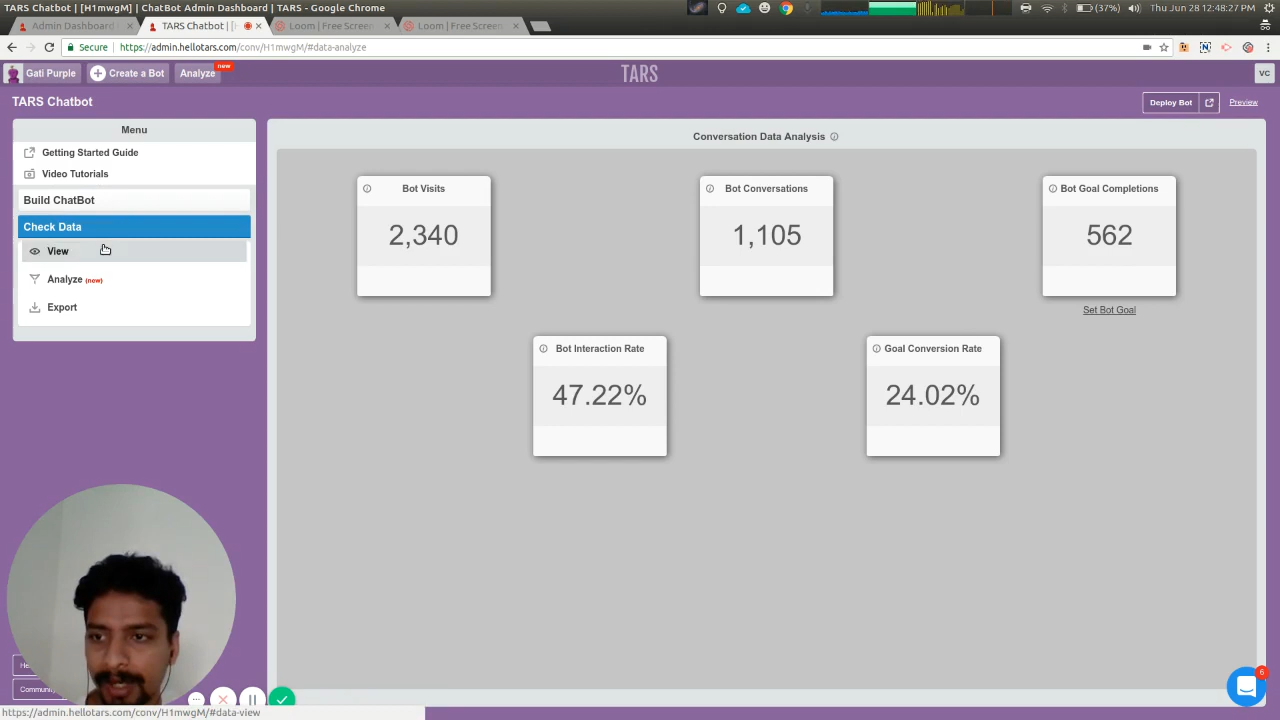 TARS Chatbot | [H1mwgM] | ChatBot Admin Dashboard | TARS - Google Chrome
(37%)
Thu Jun 21 2018, 12:48:27 PM
Admin Dashboard
TARS Chatbot | [
Loom | Free Screen
Loom | Free Screen
Secure
https://admin.hellotars.com/conv/H1mwgM/#data-analyze
Gati Purple
Create a Bot
Analyze
new
TARS
VC
TARS Chatbot
Deploy Bot
Preview
Menu
Getting Started Guide
Video Tutorials
Build ChatBot
Check Data
View
Analyze (new)
Export
Conversation Data Analysis
Bot Visits
2,340
Bot Conversations
1,105
Bot Goal Completions
562
Set Bot Goal
Bot Interaction Rate
47.22%
Goal Conversion Rate
24.02%
He
Commun
6
https://admin.hellotars.com/conv/H1mwgM/#data-view